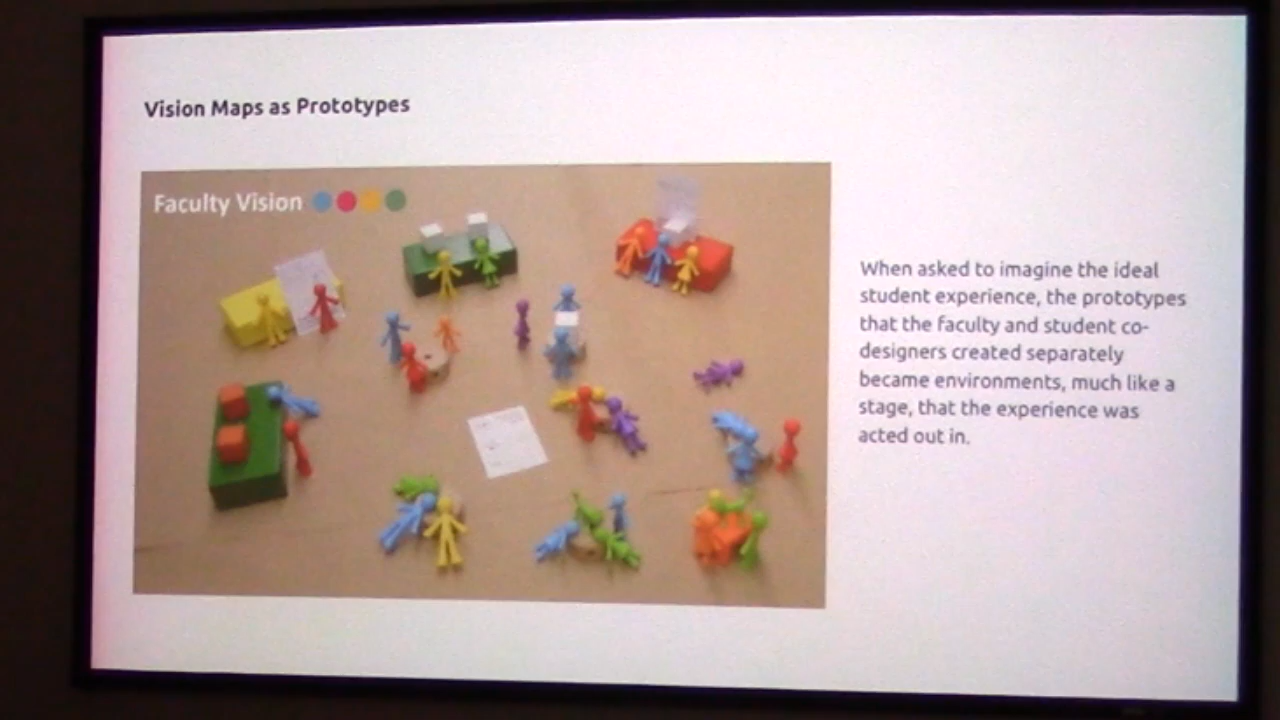 Vision Maps as Prototypes
Faculty Vision
When asked to imagine the ideal
student experience, the prototypes
that the faculty and student co-
designers created separately
became environments, much like a
stage, that the experience was
acted out in.